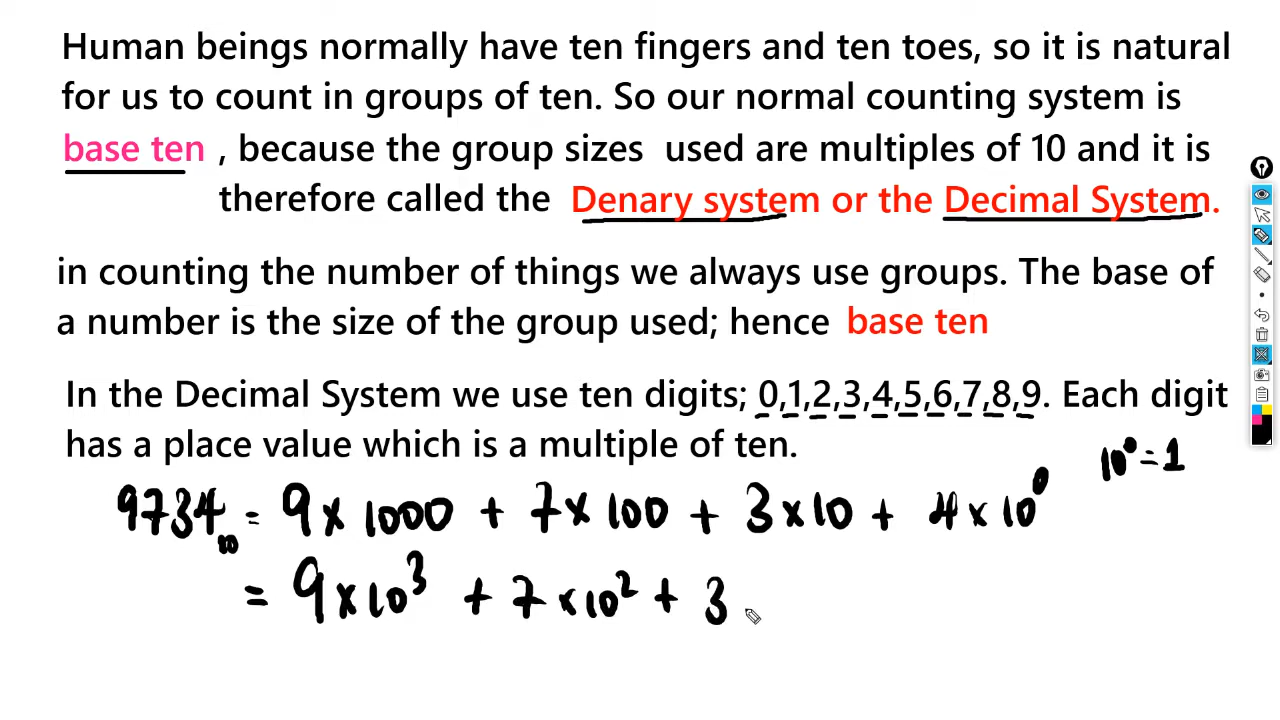 Human beings normally have ten fingers and ten toes, so it is natural
for us to count in groups of ten. So our normal counting system is
base ten , because the group sizes used are multiples of 10 and it is
therefore called the Denary system or the Decimal System.
in counting the number of things we always use groups. The base of
a number is the size of the group used; hence base ten
In the Decimal System we use ten digits; 0,1,2,3,4,5,6,7,8,9. Each digit
has a place value which is a multiple of ten.
10⁰ = 1
9734₁₀ = 9 × 1000 + 7 × 100 + 3 × 10 + 4 × 10⁰
= 9 × 10³ + 7 × 10² + 3